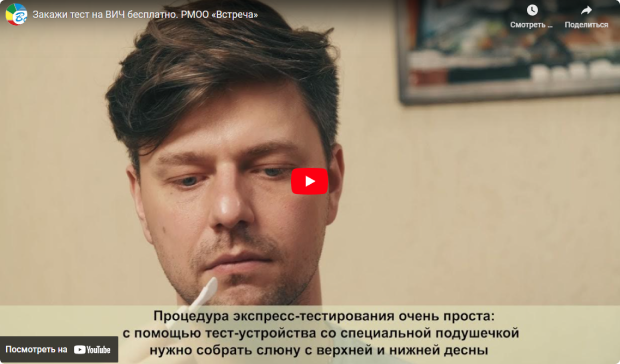 Закажи тест на ВИЧ бесплатно. РМОО «Встреча»
Смотреть ...
Поделиться
Процедура экспресс-тестирования очень проста:
с помощью тест-устройства со специальной подушечкой
нужно собрать слюну с верхней и нижней десны
Посмотреть на YouTube